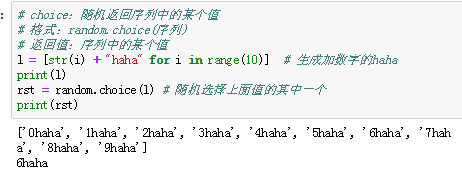 # choice: 随机返回序列中的某个值
# 格式: random.choice(序列)
# 返回值: 序列中的某个值
l = [str(i) + "haha" for i in range(10)]  # 生成加数字的haha
print(l)
rst = random.choice(l) # 随机选择上面值的其中一个
print(rst)
['0haha', '1haha', '2haha', '3haha', '4haha', '5haha', '6haha', '7hah
a', '8haha', '9haha']
6haha